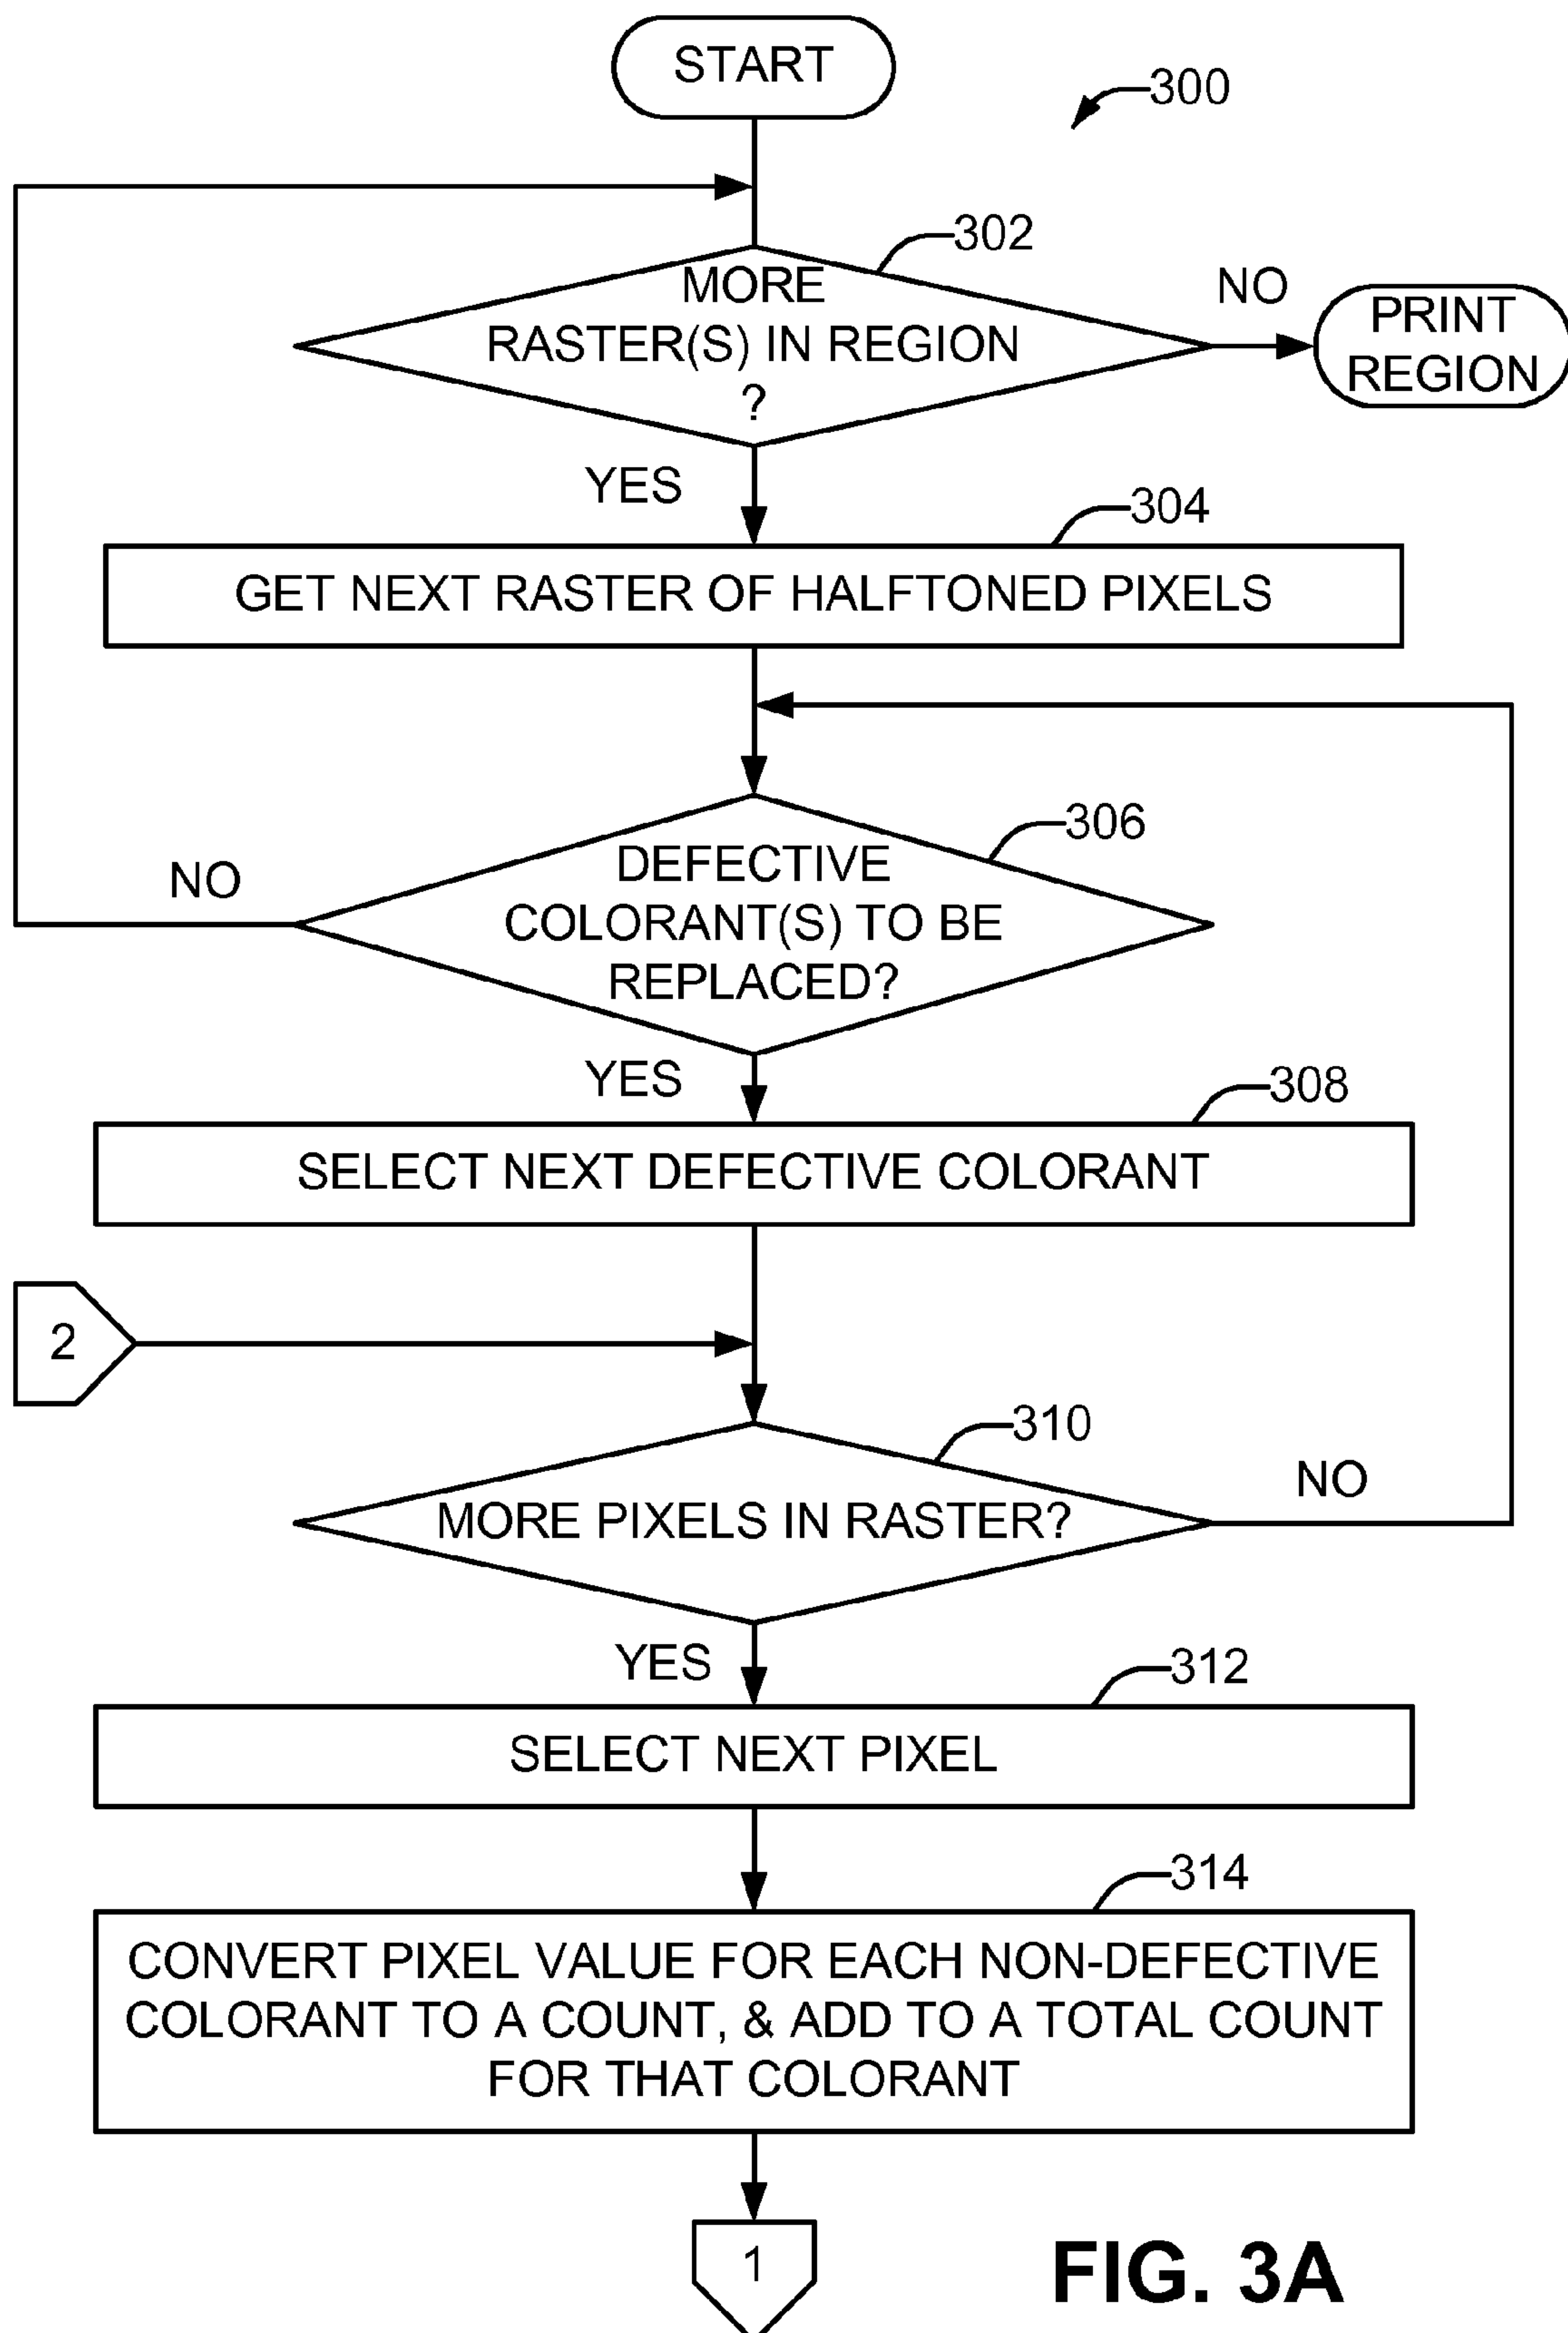 START
300
302
MORE
RASTER(S) IN REGION
?
NO
PRINT
REGION
YES
304
GET NEXT RASTER OF HALFTONED PIXELS
306
DEFECTIVE
COLORANT(S) TO BE
REPLACED?
NO
YES
308
SELECT NEXT DEFECTIVE COLORANT
2
310
MORE PIXELS IN RASTER?
NO
YES
312
SELECT NEXT PIXEL
314
CONVERT PIXEL VALUE FOR EACH NON-DEFECTIVE
COLORANT TO A COUNT, & ADD TO A TOTAL COUNT
FOR THAT COLORANT
1
FIG. 3A